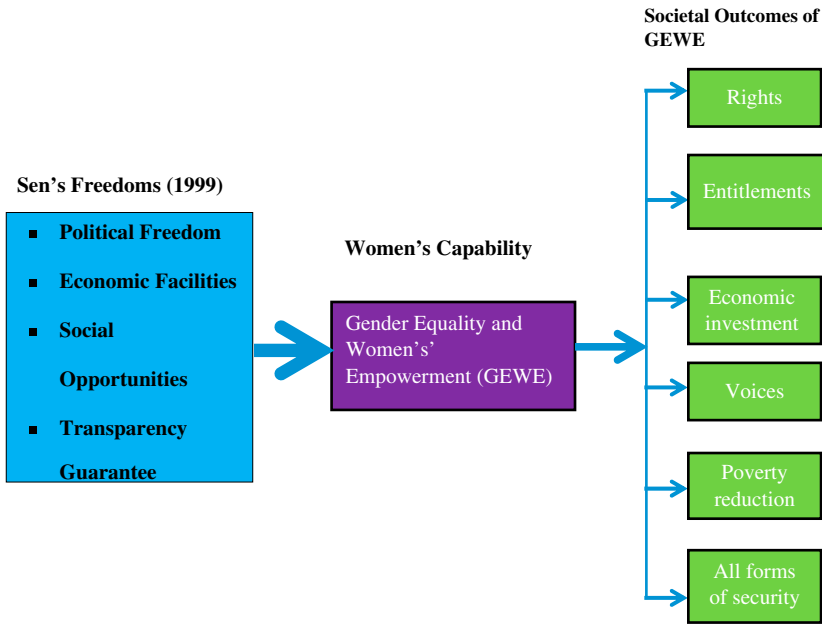 Sen's Freedoms (1999)
▪ Political Freedom
▪ Economic Facilities
▪ Social
Opportunities
▪ Transparency
Guarantee
Women's Capability
Gender Equality and
Women's'
Empowerment (GEWE)
Societal Outcomes of
GEWE
Rights
Entitlements
Economic
investment
Voices
Poverty
reduction
All forms
of security